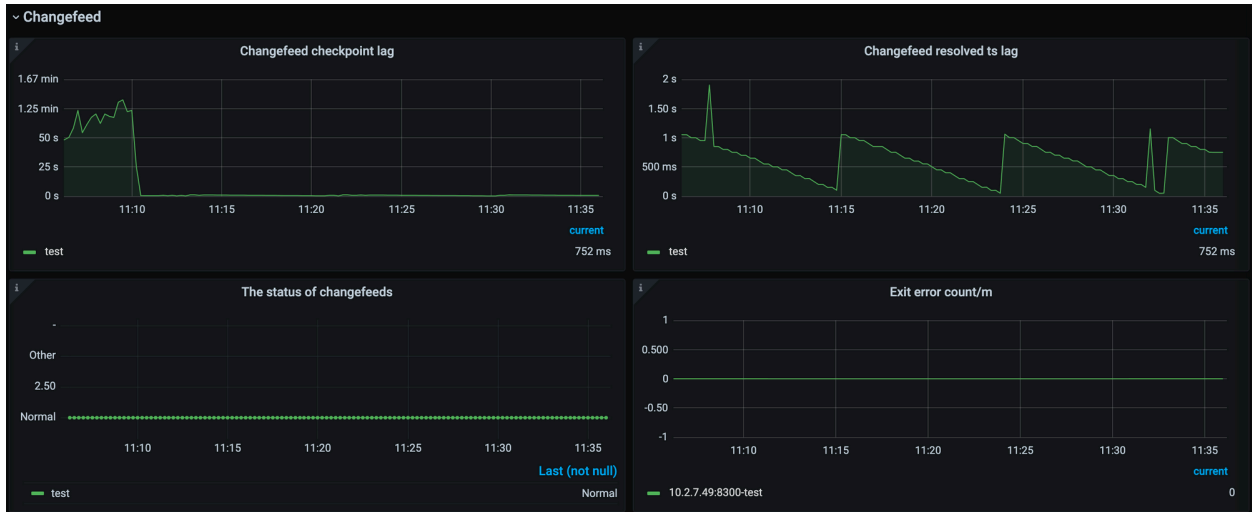 Changefeed
i
Changefeed checkpoint lag
1.67 min
1.25 min
50 s
25 s
0 s
11:10 11:15 11:20 11:25 11:30 11:35
current
test 752 ms
i
Changefeed resolved ts lag
2 s
1.50 s
1 s
500 ms
0 s
11:10 11:15 11:20 11:25 11:30 11:35
current
test 752 ms
i
The status of changefeeds
-
Other
2.50
Normal
11:10 11:15 11:20 11:25 11:30 11:35
Last (not null)
test Normal
i
Exit error count/m
1
0.500
0
-0.50
-1
11:10 11:15 11:20 11:25 11:30 11:35
current
10.2.7.49:8300-test 0